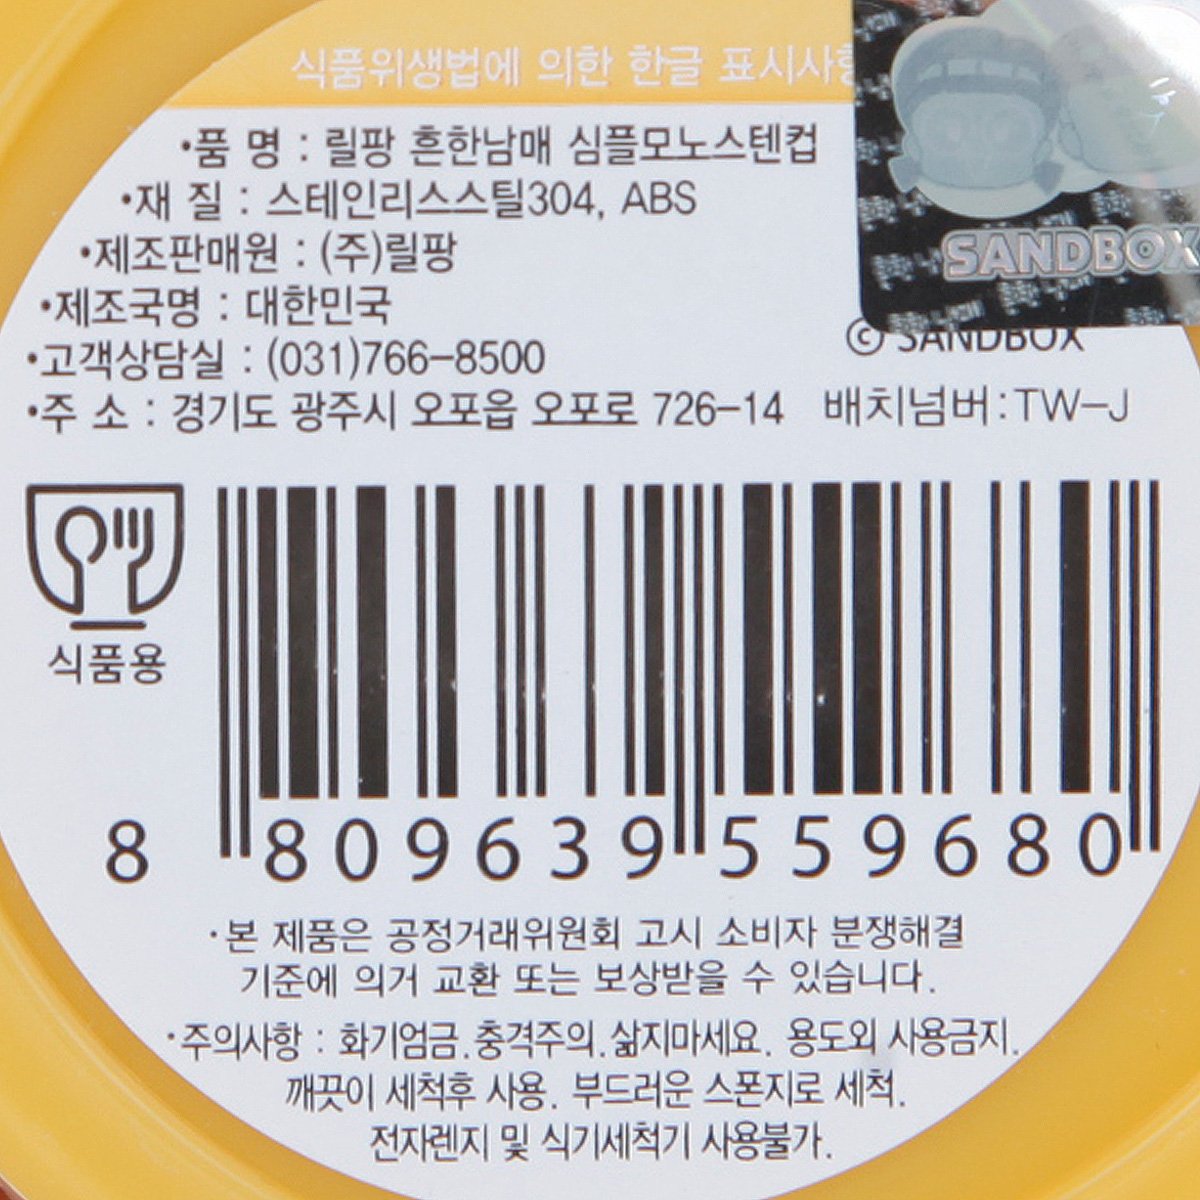 식품위생법에 의한 한글 표시사항
•품 명 : 릴팡 흔한남매 심플모노스텐컵
•재 질 : 스테인리스스틸304, ABS
•제조판매원 : (주)릴팡
•제조국명 : 대한민국
SANDBOX
ⓒ SANDBOX
•고객상담실 : (031)766-8500
•주 소 : 경기도 광주시 오포읍 오포로 726-14 배치넘버:TW-J
식품용
8 809639 559680
·본 제품은 공정거래위원회 고시 소비자 분쟁해결
기준에 의거 교환 또는 보상받을 수 있습니다.
·주의사항 : 화기엄금.충격주의.삶지마세요. 용도외 사용금지.
깨끗이 세척후 사용. 부드러운 스폰지로 세척.
전자렌지 및 식기세척기 사용불가.